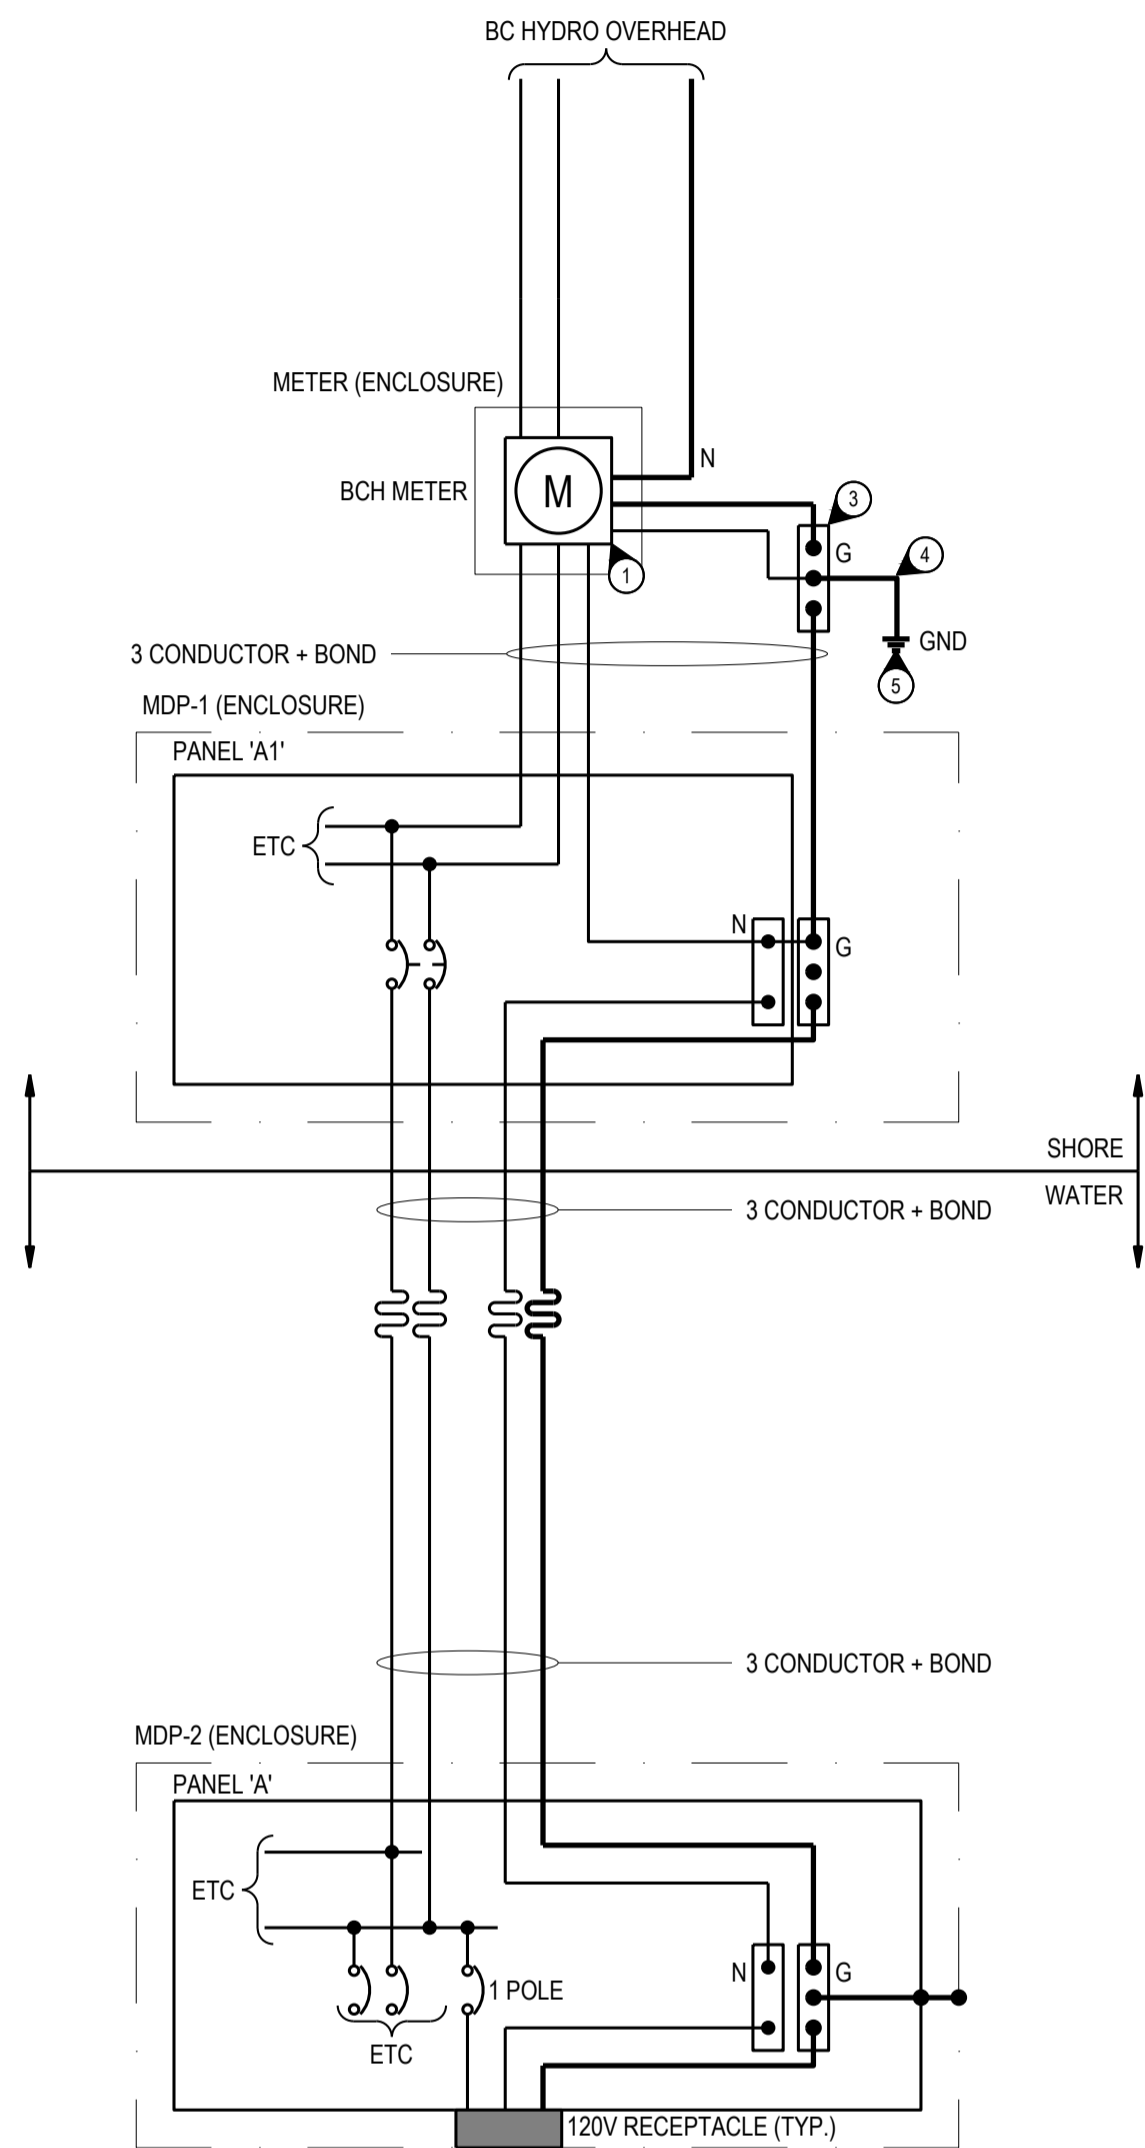 BC HYDRO OVERHEAD
METER (ENCLOSURE)
N
BCH METER
M
3
G
4
1
GND
3 CONDUCTOR + BOND
5
MDP-1 (ENCLOSURE)
PANEL 'A1'
ETC
N
G
SHORE
WATER
3 CONDUCTOR + BOND
3 CONDUCTOR + BOND
MDP-2 (ENCLOSURE)
PANEL 'A'
ETC
N
G
1 POLE
ETC
120V RECEPTACLE (TYP.)